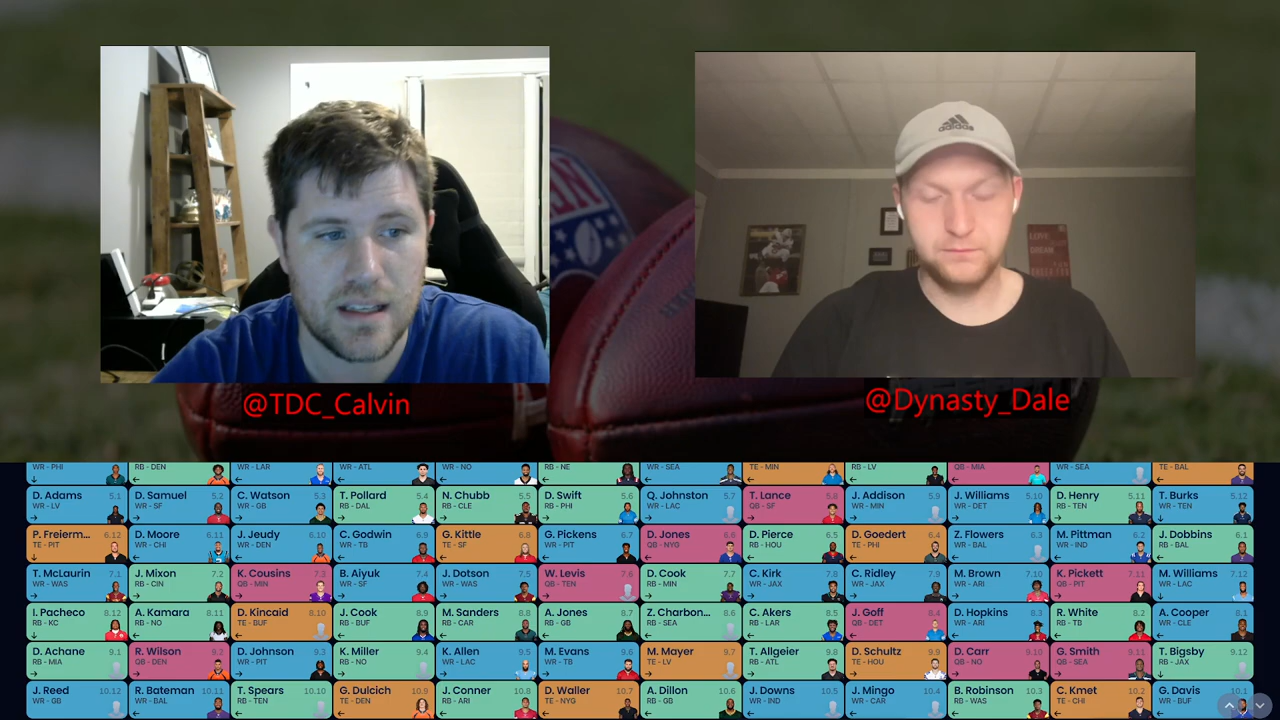 adidas
LOVE
DREAM
@TDC_Calvin
@Dynasty_Dale
WR - PHI
RB - DEN
WR - LAR
WR - ATL
WR - NO
RB - NE
WR - SEA
TE - MIN
RB - LV
QB - MIA
WR - SEA
TE - BAL
D. Adams 5.1
WR - LV
D. Samuel 5.2
WR - SF
C. Watson 5.3
WR - GB
T. Pollard 5.4
RB - DAL
N. Chubb 5.5
RB - CLE
D. Swift 5.6
RB - PHI
Q. Johnston 5.7
WR - LAC
T. Lance 5.8
QB - SF
J. Addison 5.9
WR - MIN
J. Williams 5.10
WR - DET
D. Henry 5.11
RB - TEN
T. Burks 5.12
WR - TEN
P. Freierm... 6.12
TE - PIT
D. Moore 6.11
WR - CHI
J. Jeudy 6.10
WR - DEN
C. Godwin 6.9
WR - TB
G. Kittle 6.8
TE - SF
G. Pickens 6.7
WR - PIT
D. Jones 6.6
QB - NYG
D. Pierce 6.5
RB - HOU
D. Goedert 6.4
TE - PHI
Z. Flowers 6.3
WR - BAL
M. Pittman 6.2
WR - IND
J. Dobbins 6.1
RB - BAL
T. McLaurin 7.1
WR - WAS
J. Mixon 7.2
RB - CIN
K. Cousins 7.3
QB - MIN
B. Aiyuk 7.4
WR - SF
J. Dotson 7.5
WR - WAS
W. Levis 7.6
QB - TEN
D. Cook 7.7
RB - MIN
C. Kirk 7.8
WR - JAX
C. Ridley 7.9
WR - JAX
M. Brown 7.10
WR - ARI
K. Pickett 7.11
QB - PIT
M. Williams 7.12
WR - LAC
I. Pacheco 8.12
RB - KC
A. Kamara 8.11
RB - NO
D. Kincaid 8.10
TE - BUF
J. Cook 8.9
RB - BUF
M. Sanders 8.8
RB - CAR
A. Jones 8.7
RB - GB
Z. Charbon... 8.6
RB - SEA
C. Akers 8.5
RB - LAR
J. Goff 8.4
QB - DET
D. Hopkins 8.3
WR - ARI
R. White 8.2
RB - TB
A. Cooper 8.1
WR - CLE
D. Achane 9.1
RB - MIA
R. Wilson 9.2
QB - DEN
D. Johnson 9.3
WR - PIT
K. Miller 9.4
RB - NO
K. Allen 9.5
WR - LAC
M. Evans 9.6
WR - TB
M. Mayer 9.7
TE - LV
T. Allgeier 9.8
RB - ATL
D. Schultz 9.9
TE - HOU
D. Carr 9.10
QB - NO
G. Smith 9.11
QB - SEA
T. Bigsby 9.12
RB - JAX
J. Reed 10.12
WR - GB
R. Bateman 10.11
WR - BAL
T. Spears 10.10
RB - TEN
G. Dulcich 10.9
TE - DEN
J. Conner 10.8
RB - ARI
D. Waller 10.7
TE - NYG
A. Dillon 10.6
RB - GB
J. Downs 10.5
WR - IND
J. Mingo 10.4
WR - CAR
B. Robinson 10.3
RB - WAS
C. Kmet 10.2
TE - CHI
G. Davis 10.1
WR - BUF